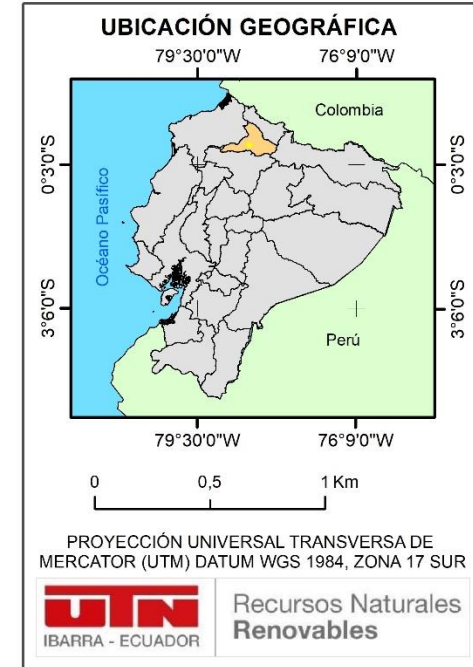 UBICACIÓN GEOGRÁFICA
79°30'0"W 76°9'0"W
Colombia
0°3'0"S 0°3'0"S
Océano Pasífico
3°6'0"S 3°6'0"S
Perú
79°30'0"W 76°9'0"W
0 0,5 1 Km
PROYECCIÓN UNIVERSAL TRANSVERSA DE
MERCATOR (UTM) DATUM WGS 1984, ZONA 17 SUR
UTN
IBARRA - ECUADOR
Recursos Naturales
Renovables